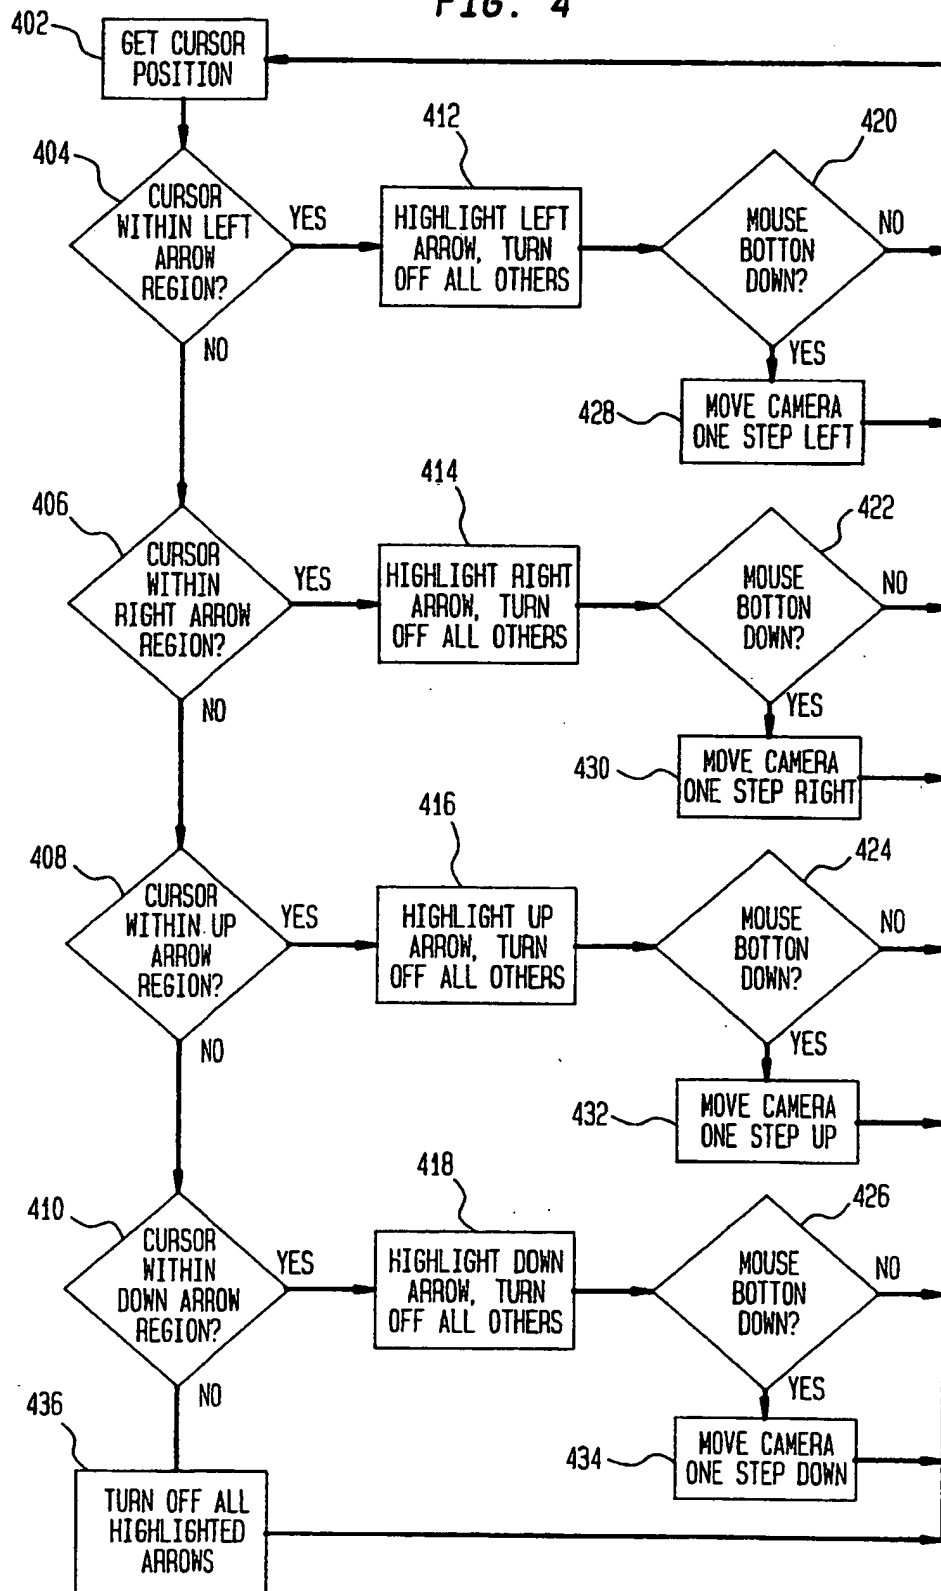 FIG. 4
402
GET CURSOR
POSITION
404
CURSOR
WITHIN LEFT
ARROW
REGION?
YES
NO
412
HIGHLIGHT LEFT
ARROW, TURN
OFF ALL OTHERS
420
MOUSE
BOTTON
DOWN?
NO
YES
428
MOVE CAMERA
ONE STEP LEFT
406
CURSOR
WITHIN
RIGHT ARROW
REGION?
YES
NO
414
HIGHLIGHT RIGHT
ARROW, TURN
OFF ALL OTHERS
422
MOUSE
BOTTON
DOWN?
NO
YES
430
MOVE CAMERA
ONE STEP RIGHT
408
CURSOR
WITHIN UP
ARROW
REGION?
YES
NO
416
HIGHLIGHT UP
ARROW, TURN
OFF ALL OTHERS
424
MOUSE
BOTTON
DOWN?
NO
YES
432
MOVE CAMERA
ONE STEP UP
410
CURSOR
WITHIN
DOWN ARROW
REGION?
YES
NO
418
HIGHLIGHT DOWN
ARROW, TURN
OFF ALL OTHERS
426
MOUSE
BOTTON
DOWN?
NO
YES
434
MOVE CAMERA
ONE STEP DOWN
436
TURN OFF ALL
HIGHLIGHTED
ARROWS